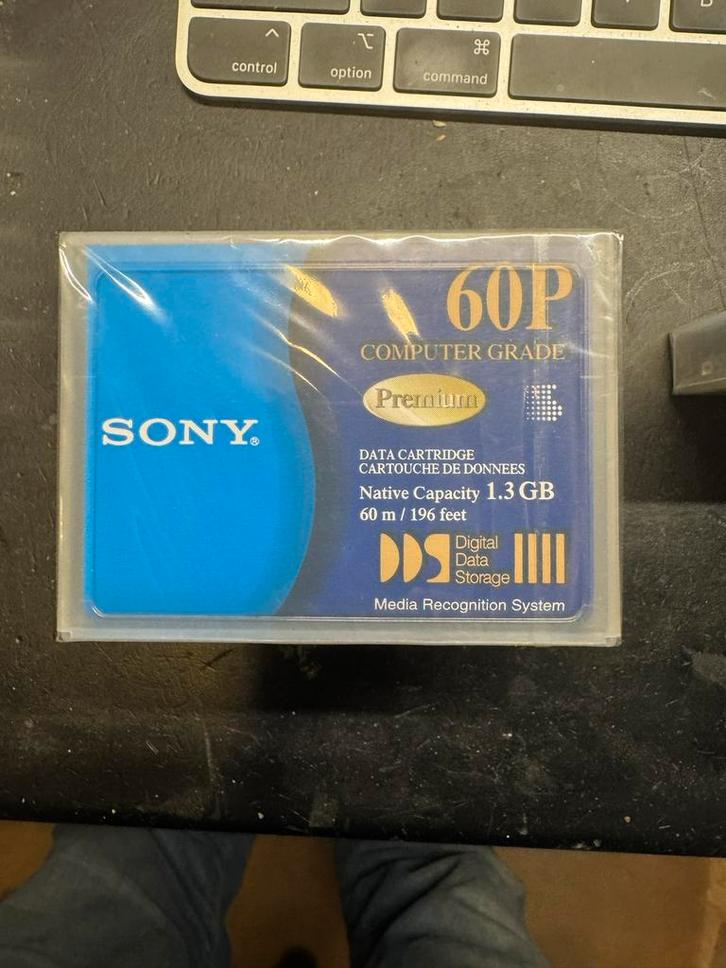 control
option
command
60P
COMPUTER GRADE
Premium
SONY®
DATA CARTRIDGE
CARTOUCHE DE DONNEES
Native Capacity 1.3 GB
60 m / 196 feet
DDS Digital
Data
Storage
Media Recognition System